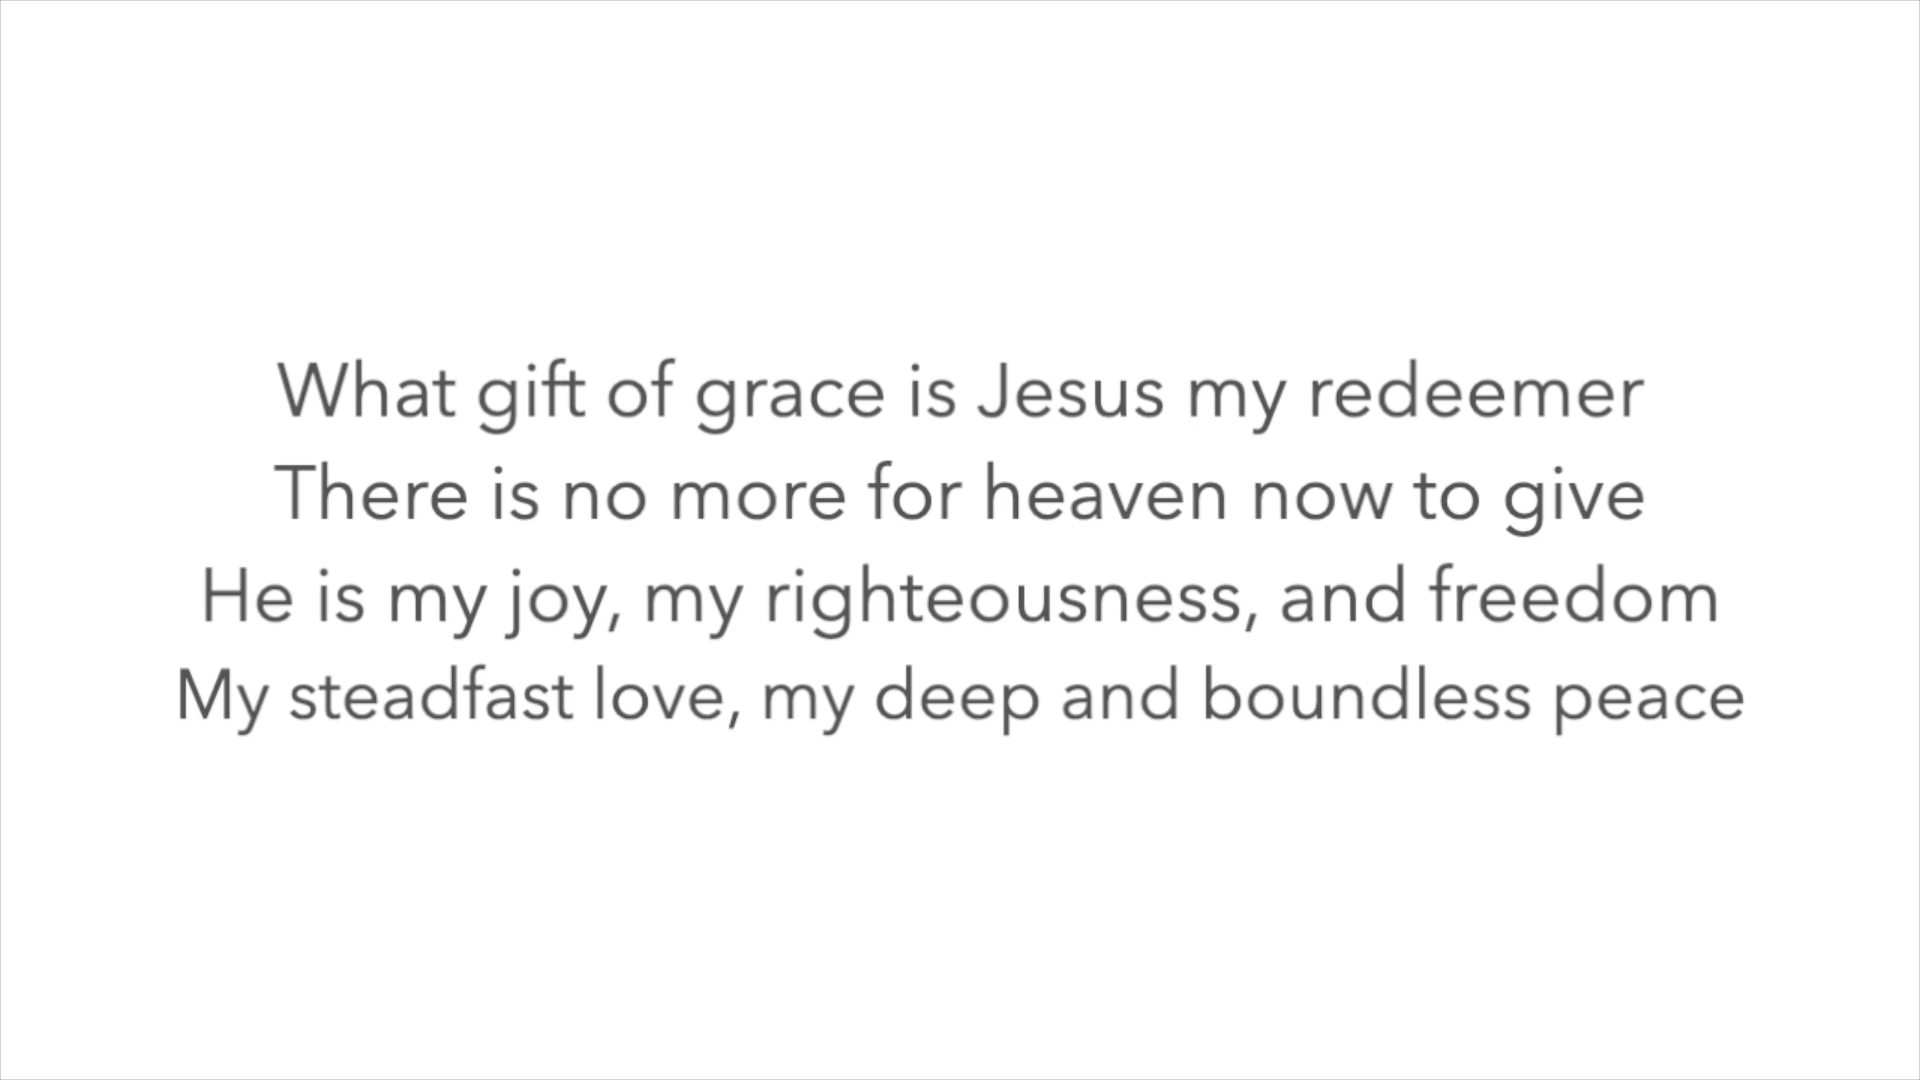 What gift of grace is Jesus my redeemer
There is no more for heaven now to give
He is my joy, my righteousness, and freedom
My steadfast love, my deep and boundless peace